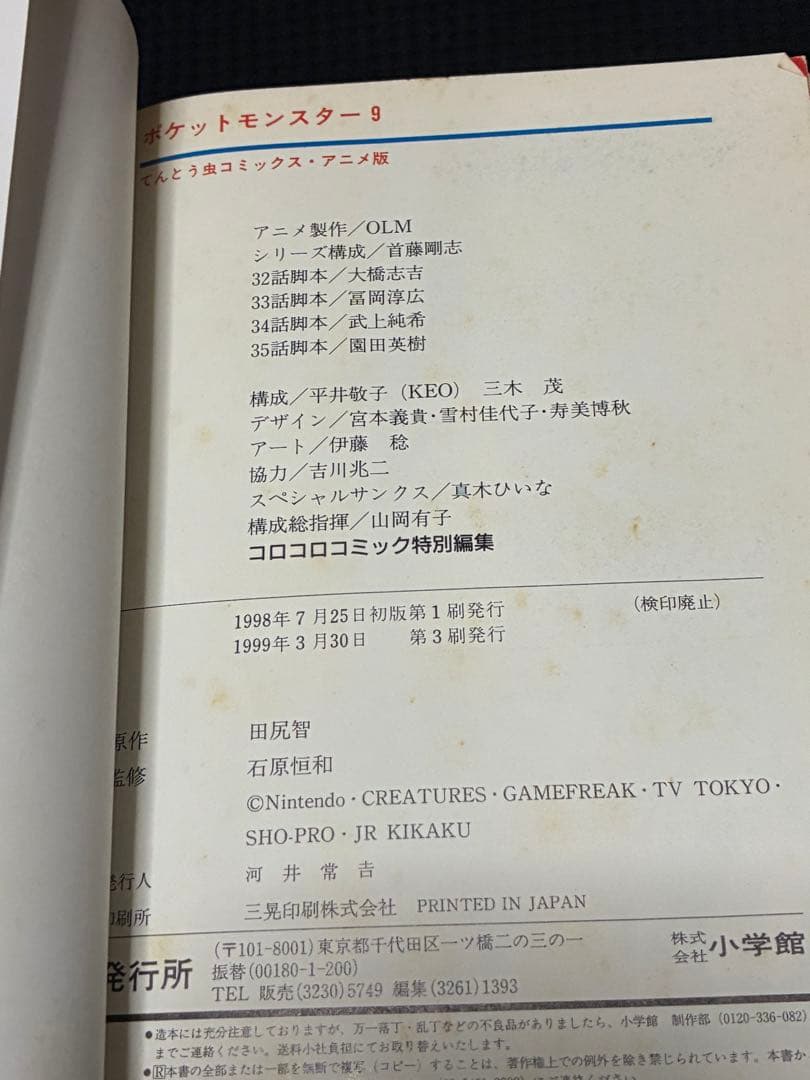 ポケットモンスター9
てんとう虫コミックス・アニメ版
アニメ製作／OLM
シリーズ構成／首藤剛志
32話脚本／大橋志吉
33話脚本／冨岡淳広
34話脚本／武上純希
35話脚本／園田英樹
構成／平井敬子（KEO） 三木 茂
デザイン／宮本義貴・雪村佳代子・寿美博秋
アート／伊藤 稔
協力／吉川兆二
スペシャルサンクス／真木ひいな
構成総指揮／山岡有子
コロコロコミック特別編集
1998年7月25日初版第1刷発行 （検印廃止）
1999年3月30日 第3刷発行
原作 田尻智
監修 石原恒和
©Nintendo・CREATURES・GAMEFREAK・TV TOKYO・
SHO-PRO・JR KIKAKU
発行人 河井常吉
印刷所 三晃印刷株式会社 PRINTED IN JAPAN
発行所 (〒101-8001)東京都千代田区一ツ橋二の三の一 株式会社 小学館
振替(00180-1-200)
TEL 販売(3230)5749 編集(3261)1393
●造本には充分注意しておりますが、万一落丁・乱丁などの不良品がありましたら、小学館 制作部(0120-336-082)
までご連絡ください。送料小社負担にてお取り替えいたします。
●Ⓡ本書の全部または一部を無断で複写（コピー）することは、著作権上での例外を除き禁じられています。本書か